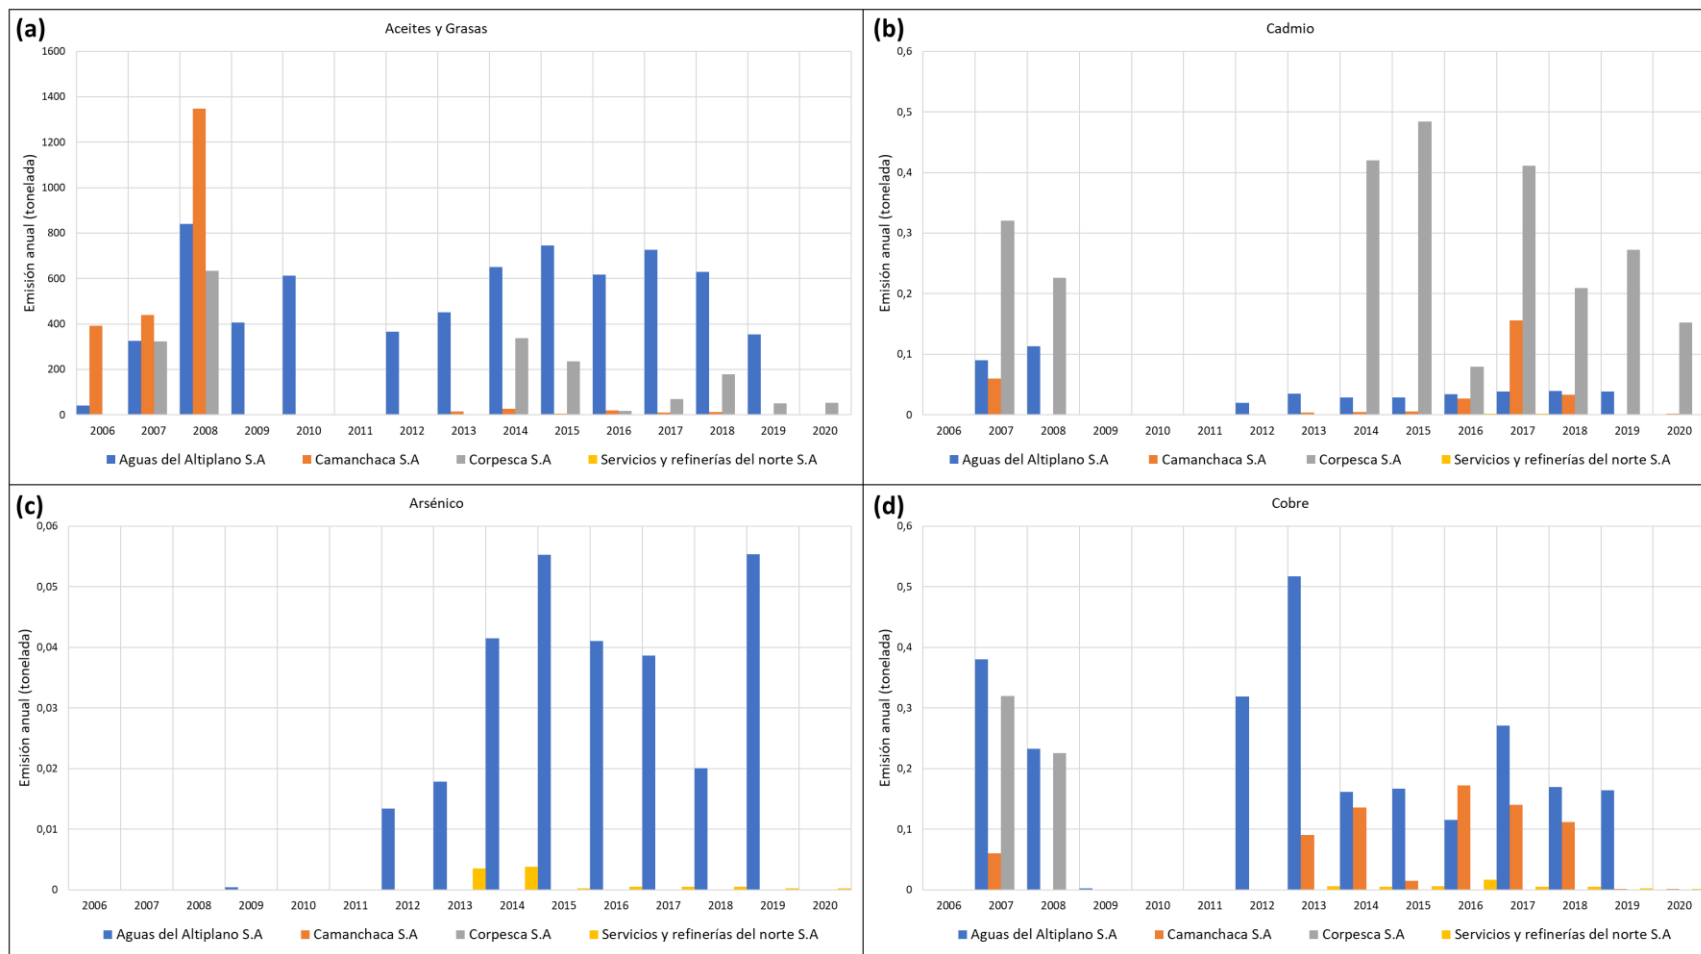 (a)
Aceites y Grasas
Emisión anual (tonelada)
1600
1400
1200
1000
800
600
400
200
0
2006 2007 2008 2009 2010 2011 2012 2013 2014 2015 2016 2017 2018 2019 2020
Aguas del Altiplano S.A Camanchaca S.A Corpesca S.A Servicios y refinerías del norte S.A
(b)
Cadmio
Emisión anual (tonelada)
0,6
0,5
0,4
0,3
0,2
0,1
0
2006 2007 2008 2009 2010 2011 2012 2013 2014 2015 2016 2017 2018 2019 2020
Aguas del Altiplano S.A Camanchaca S.A Corpesca S.A Servicios y refinerías del norte S.A
(c)
Arsénico
Emisión anual (tonelada)
0,06
0,05
0,04
0,03
0,02
0,01
0
2006 2007 2008 2009 2010 2011 2012 2013 2014 2015 2016 2017 2018 2019 2020
Aguas del Altiplano S.A Camanchaca S.A Corpesca S.A Servicios y refinerías del norte S.A
(d)
Cobre
Emisión anual (tonelada)
0,6
0,5
0,4
0,3
0,2
0,1
0
2006 2007 2008 2009 2010 2011 2012 2013 2014 2015 2016 2017 2018 2019 2020
Aguas del Altiplano S.A Camanchaca S.A Corpesca S.A Servicios y refinerías del norte S.A